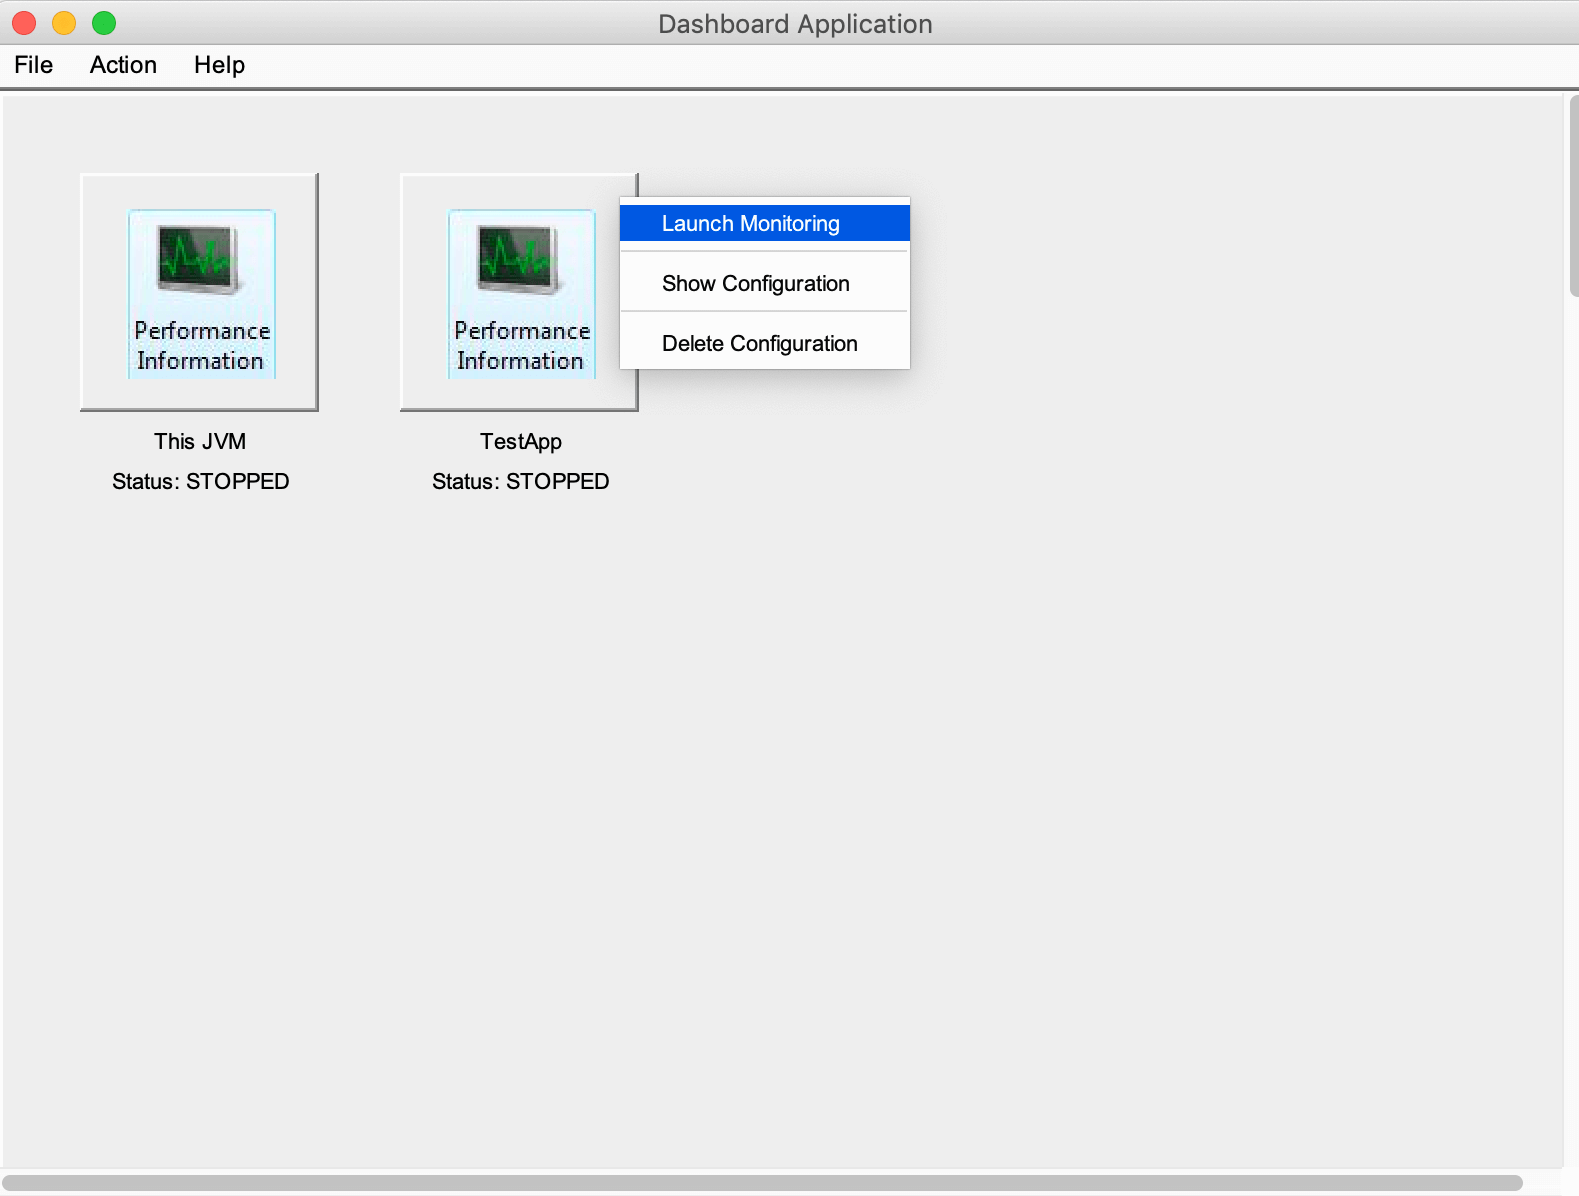 Dashboard Application
File Action Help
Launch Monitoring
Show Configuration
Delete Configuration
Performance
Information
Performance
Information
This JVM
Status: STOPPED
TestApp
Status: STOPPED